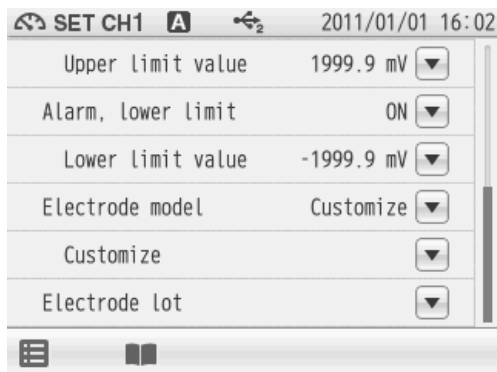 SET CH1 A 2 2011/01/01 16:02
Upper limit value 1999.9 mV
Alarm, lower limit ON
Lower limit value -1999.9 mV
Electrode model Customize
Customize
Electrode lot